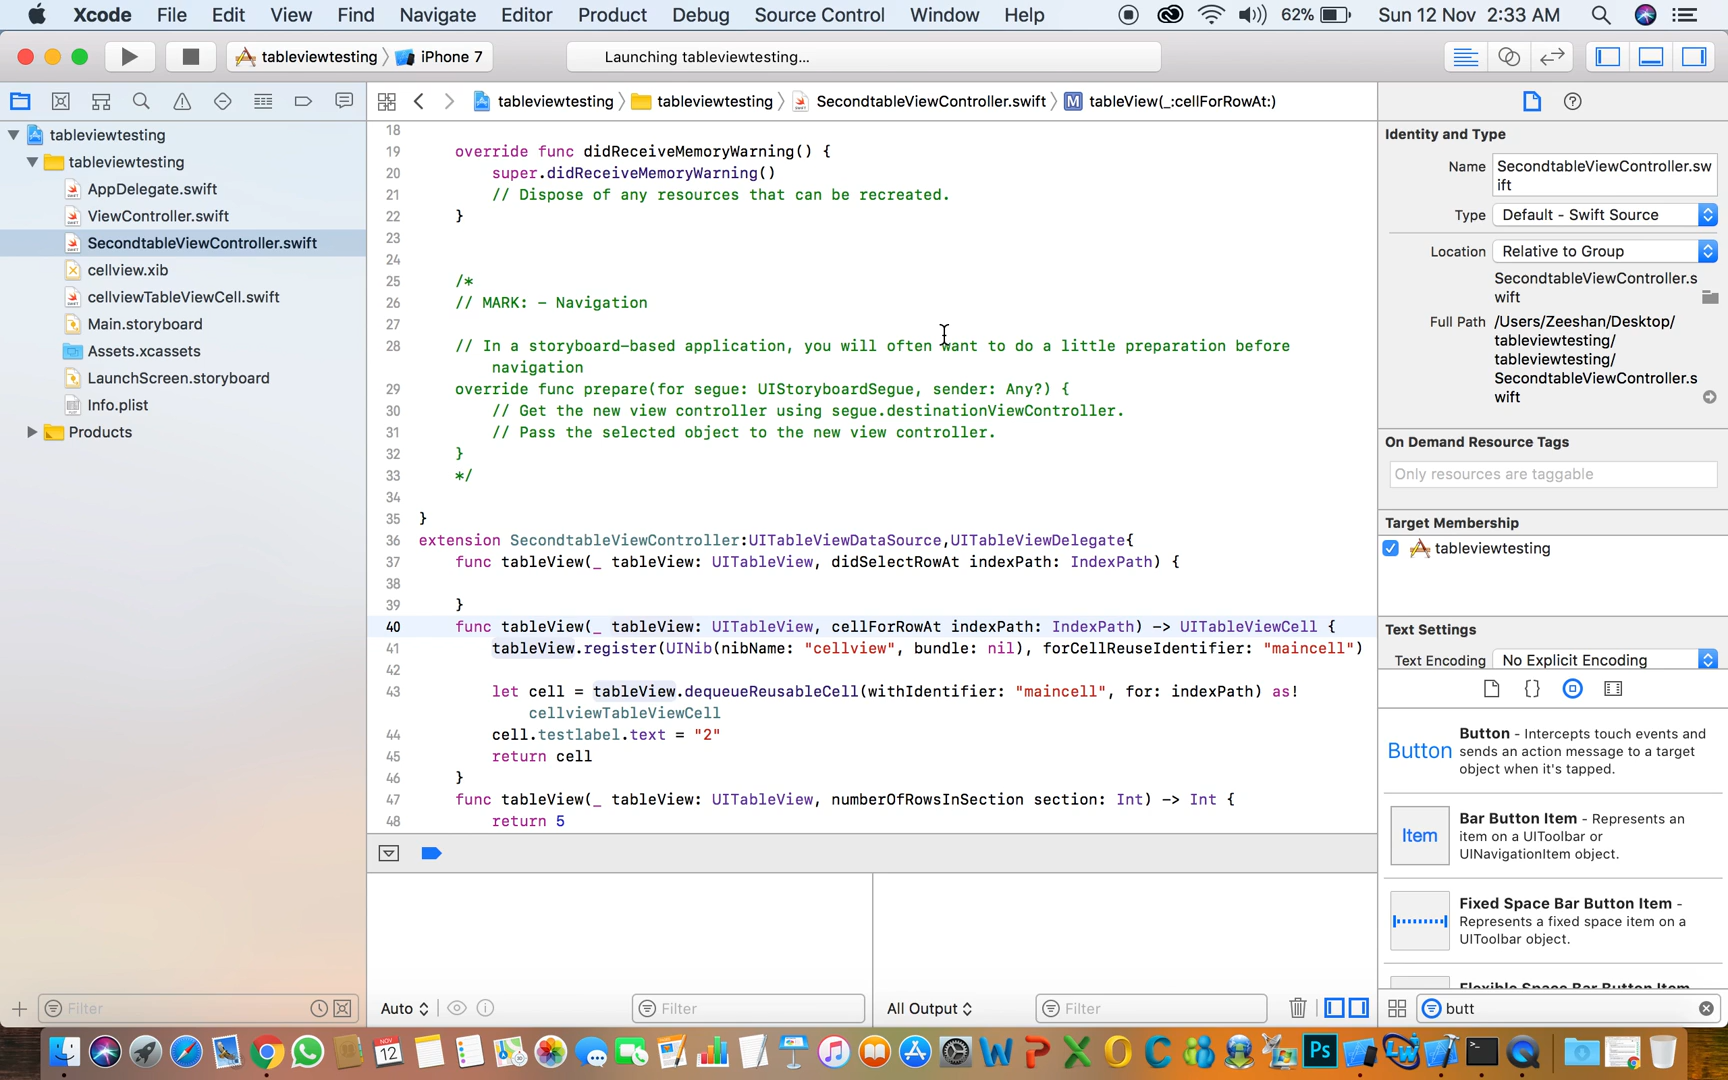 Xcode File Edit View Find Navigate Editor Product Debug Source Control Window Help 62% Sun 12 Nov 2:33 AM
tableviewtesting iPhone 7 Launching tableviewtesting...
tableviewtesting tableviewtesting SecondtableViewController.swift M tableView(_:cellForRowAt:)
tableviewtesting
tableviewtesting
AppDelegate.swift
ViewController.swift
SecondtableViewController.swift
cellview.xib
cellviewTableViewCell.swift
Main.storyboard
Assets.xcassets
LaunchScreen.storyboard
Info.plist
Products
Filter
18
19 override func didReceiveMemoryWarning() {
20 super.didReceiveMemoryWarning()
21 // Dispose of any resources that can be recreated.
22 }
23
24
25 /*
26 // MARK: - Navigation
27
28 // In a storyboard-based application, you will often want to do a little preparation before
navigation
29 override func prepare(for segue: UIStoryboardSegue, sender: Any?) {
30 // Get the new view controller using segue.destinationViewController.
31 // Pass the selected object to the new view controller.
32 }
33 */
34
35 }
36 extension SecondtableViewController:UITableViewDataSource,UITableViewDelegate{
37 func tableView(_ tableView: UITableView, didSelectRowAt indexPath: IndexPath) {
38
39 }
40 func tableView(_ tableView: UITableView, cellForRowAt indexPath: IndexPath) -> UITableViewCell {
41 tableView.register(UINib(nibName: "cellview", bundle: nil), forCellReuseIdentifier: "maincell")
42
43 let cell = tableView.dequeueReusableCell(withIdentifier: "maincell", for: indexPath) as!
cellviewTableViewCell
44 cell.testlabel.text = "2"
45 return cell
46 }
47 func tableView(_ tableView: UITableView, numberOfRowsInSection section: Int) -> Int {
48 return 5
Auto Filter All Output Filter
Identity and Type
Name SecondtableViewController.sw
ift
Type Default - Swift Source
Location Relative to Group
SecondtableViewController.s
wift
Full Path /Users/Zeeshan/Desktop/
tableviewtesting/
tableviewtesting/
SecondtableViewController.s
wift
On Demand Resource Tags
Only resources are taggable
Target Membership
tableviewtesting
Text Settings
Text Encoding No Explicit Encoding
{}
Button Button - Intercepts touch events and
sends an action message to a target
object when it's tapped.
Item Bar Button Item - Represents an
item on a UIToolbar or
UINavigationItem object.
Fixed Space Bar Button Item -
Represents a fixed space item on a
UIToolbar object.
Flexible Space Bar Button Item
butt
NOV
12
Ps